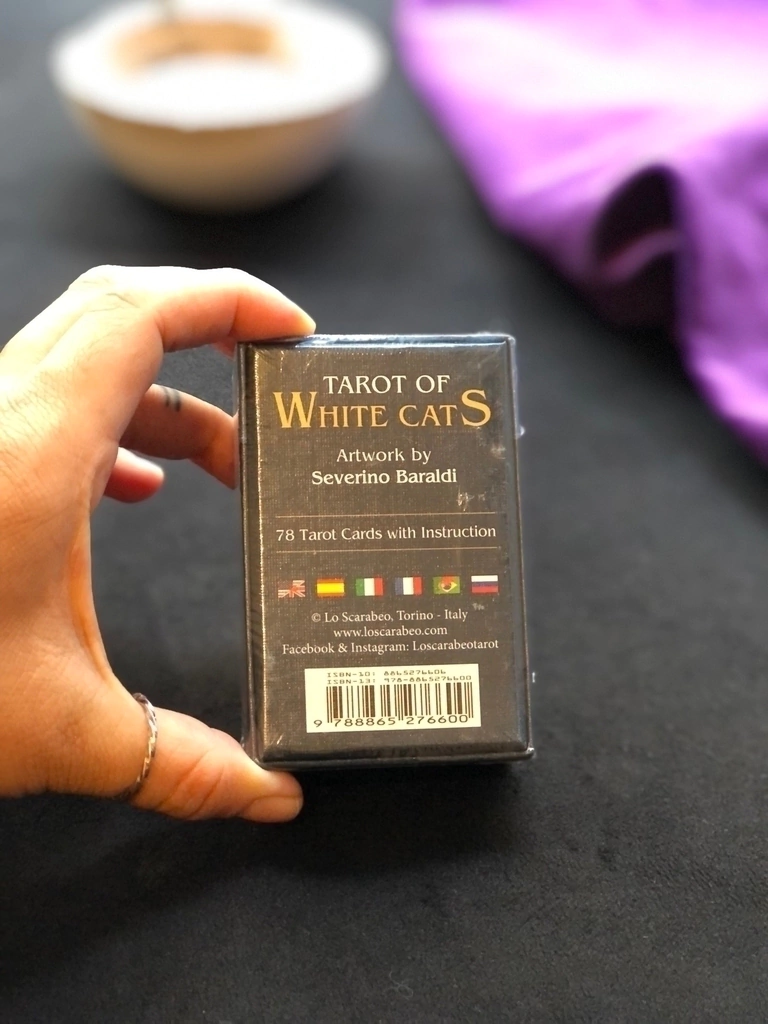 TAROT OF
WHITE CATS
Artwork by
Severino Baraldi
78 Tarot Cards with Instruction
© Lo Scarabeo, Torino - Italy
www.loscarabeo.com
Facebook & Instagram: Loscarabeotarot
ISBN-10: 8865276606
ISBN-13: 978-8865276600
9 788865 276600